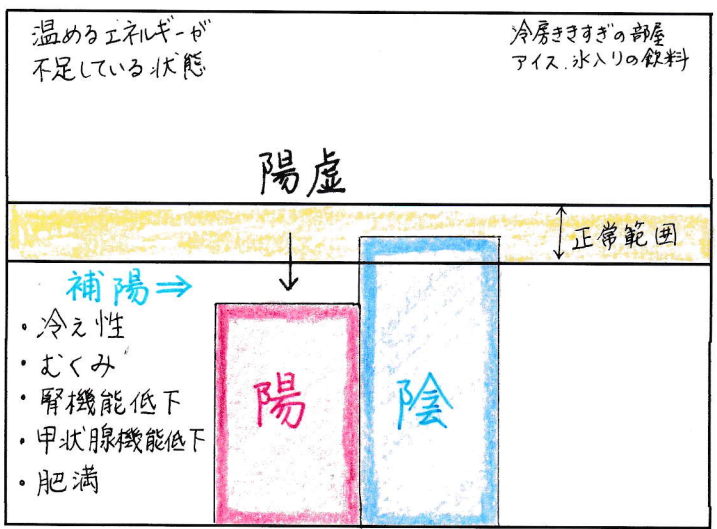 温めるエネルギーが
不足している状態
冷房ききすぎの部屋
アイス、氷入りの飲料
陽虚
正常範囲
補陽⇒
・冷え性
・むくみ
・腎機能低下
・甲状腺機能低下
・肥満
陽
陰